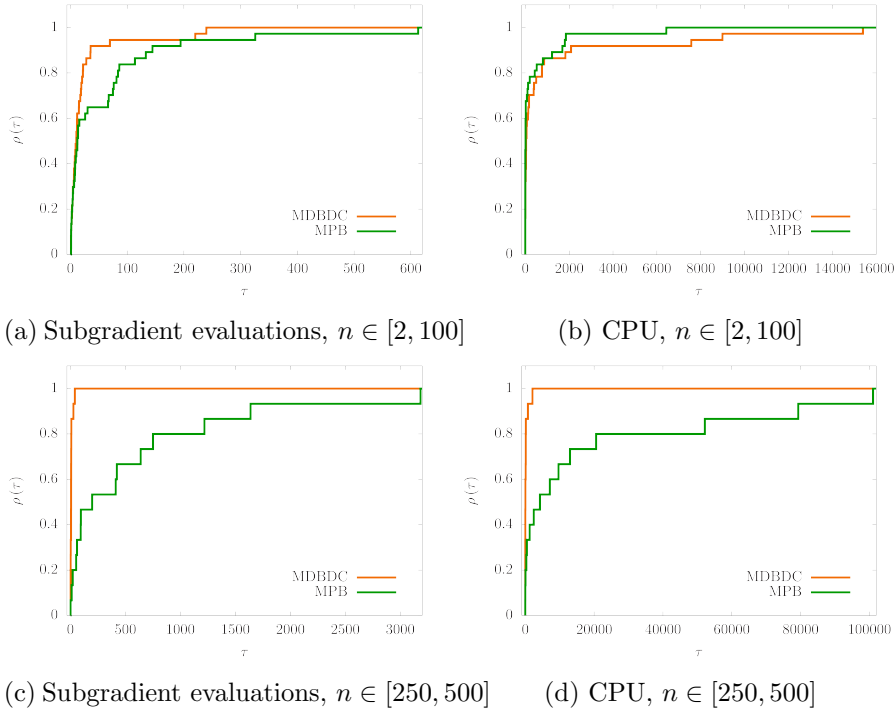 1
0.8
0.6
0.4
0.2
0
ρ (τ)
MDBDC
MPB
0 100 200 300 400 500 600
τ
1
0.8
0.6
0.4
0.2
0
ρ (τ)
MDBDC
MPB
0 2000 4000 6000 8000 10000 12000 14000 16000
τ
(a) Subgradient evaluations, n ∈ [2, 100]
(b) CPU, n ∈ [2, 100]
1
0.8
0.6
0.4
0.2
0
ρ (τ)
MDBDC
MPB
0 500 1000 1500 2000 2500 3000
τ
1
0.8
0.6
0.4
0.2
0
ρ (τ)
MDBDC
MPB
0 20000 40000 60000 80000 100000
τ
(c) Subgradient evaluations, n ∈ [250, 500]
(d) CPU, n ∈ [250, 500]